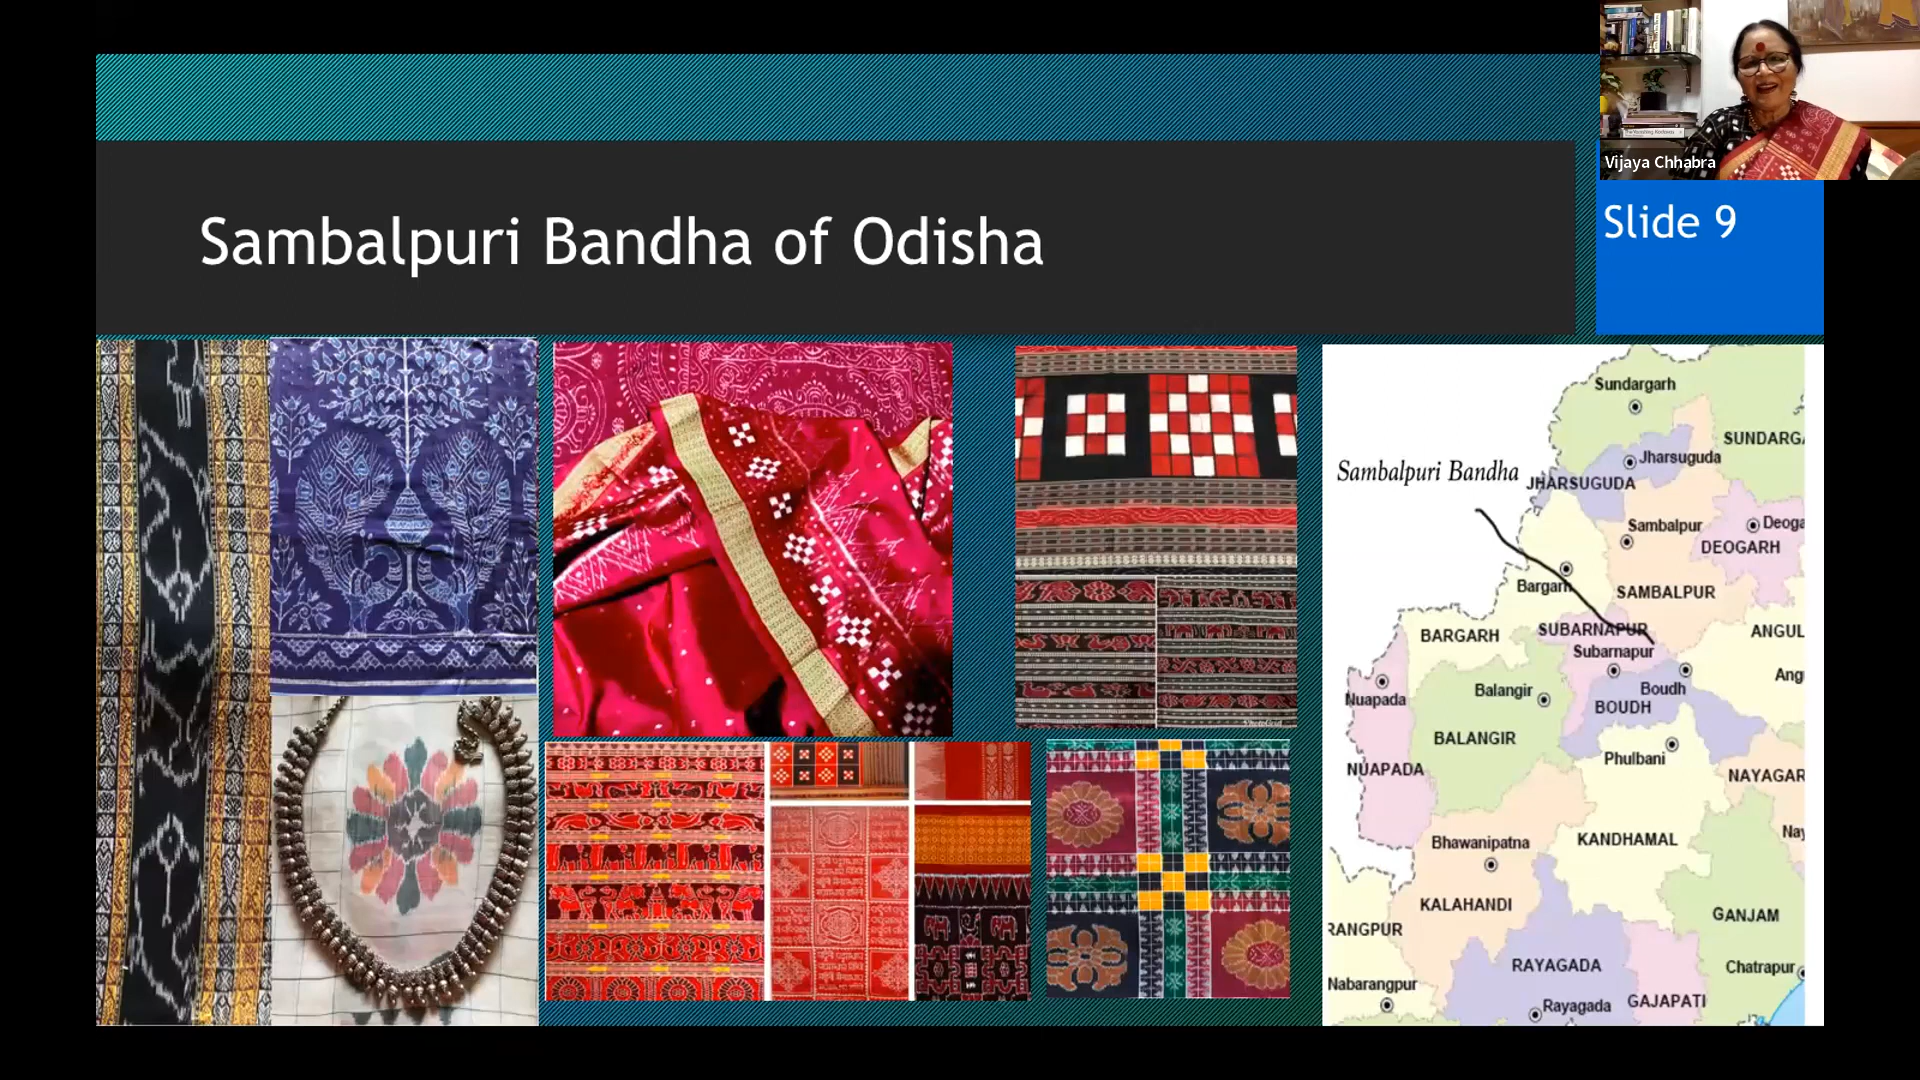 Vijaya Chhabra
Slide 9
Sambalpuri Bandha of Odisha
Sambalpuri Bandha
Sundargarh
SUNDARGA
Jharsuguda
JHARSUGUDA
Sambalpur
Deoga
DEOGARH
Bargarh
SAMBALPUR
BARGARH
SUBARNAPUR
ANGUL
Subarnapur
Nuapada
Balangir
Boudh
Ang
BOUDH
BALANGIR
Phulbani
NUAPADA
NAYAGAR
Bhawanipatna
KANDHAMAL
Nay
KALAHANDI
GANJAM
RANGPUR
RAYAGADA
Chatrapur
Nabarangpur
Rayagada
GAJAPATI